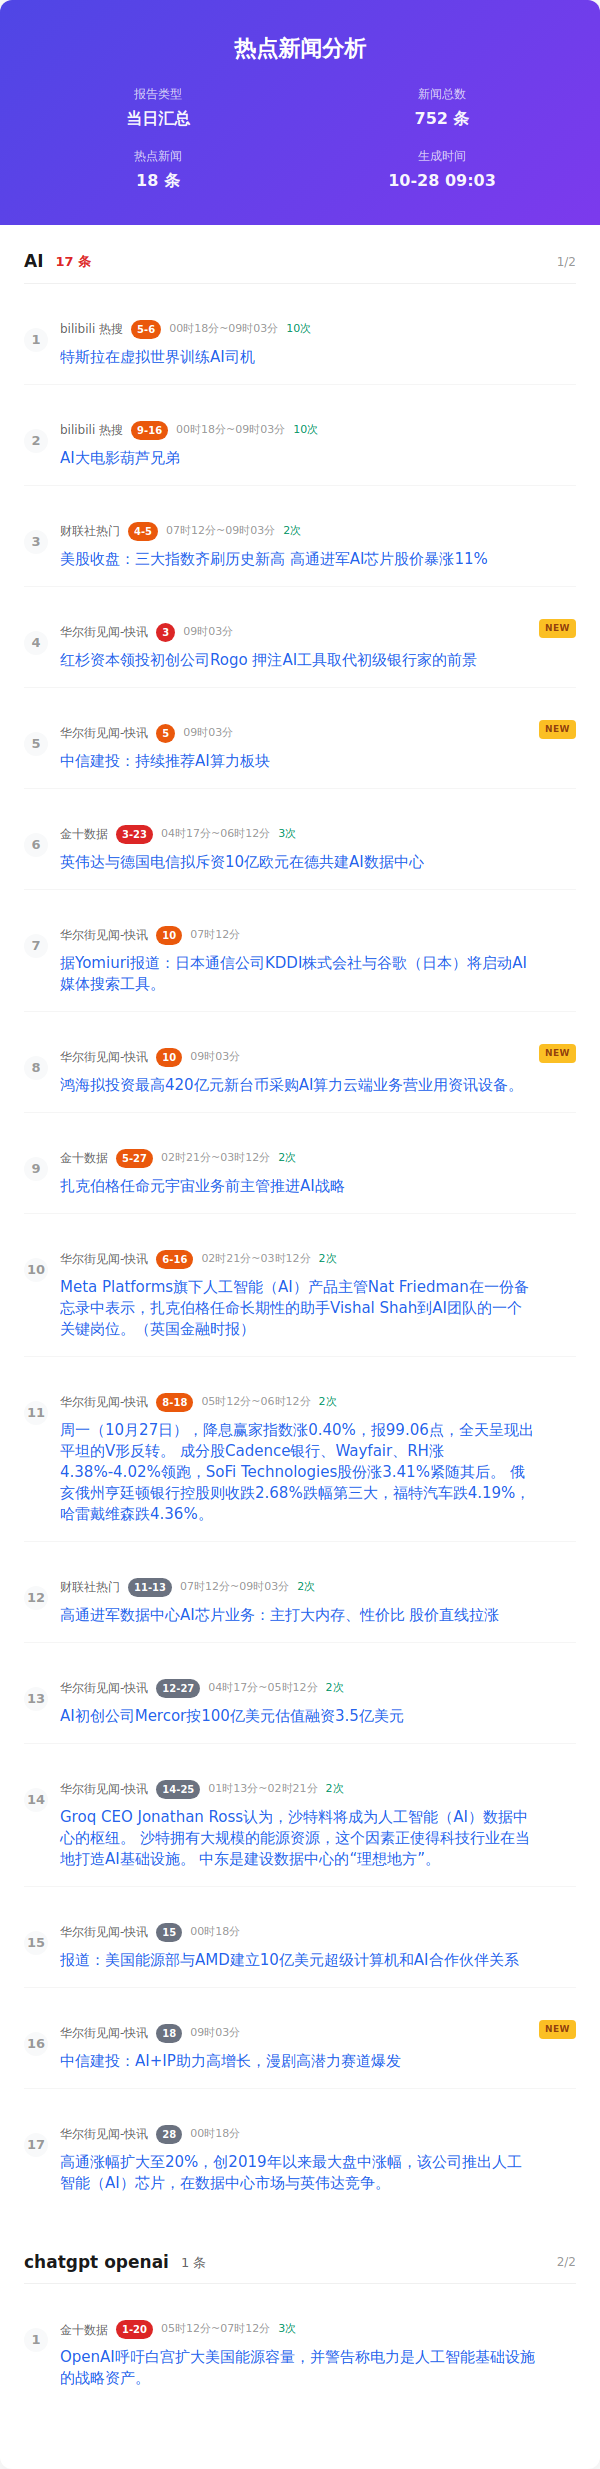 热点新闻分析
报告类型
当日汇总
新闻总数
752 条
热点新闻
18 条
生成时间
10-28 09:03
AI 17 条 1/2
1
bilibili 热搜 5-6 00时18分~09时03分 10次
特斯拉在虚拟世界训练AI司机
2
bilibili 热搜 9-16 00时18分~09时03分 10次
AI大电影葫芦兄弟
3
财联社热门 4-5 07时12分~09时03分 2次
美股收盘：三大指数齐刷历史新高 高通进军AI芯片股价暴涨11%
4
华尔街见闻-快讯 3 09时03分 NEW
红杉资本领投初创公司Rogo 押注AI工具取代初级银行家的前景
5
华尔街见闻-快讯 5 09时03分 NEW
中信建投：持续推荐AI算力板块
6
金十数据 3-23 04时17分~06时12分 3次
英伟达与德国电信拟斥资10亿欧元在德共建AI数据中心
7
华尔街见闻-快讯 10 07时12分
据Yomiuri报道：日本通信公司KDDI株式会社与谷歌（日本）将启动AI
媒体搜索工具。
8
华尔街见闻-快讯 10 09时03分 NEW
鸿海拟投资最高420亿元新台币采购AI算力云端业务营业用资讯设备。
9
金十数据 5-27 02时21分~03时12分 2次
扎克伯格任命元宇宙业务前主管推进AI战略
10
华尔街见闻-快讯 6-16 02时21分~03时12分 2次
Meta Platforms旗下人工智能（AI）产品主管Nat Friedman在一份备
忘录中表示，扎克伯格任命长期性的助手Vishal Shah到AI团队的一个
关键岗位。（英国金融时报）
11
华尔街见闻-快讯 8-18 05时12分~06时12分 2次
周一（10月27日），降息赢家指数涨0.40%，报99.06点，全天呈现出
平坦的V形反转。 成分股Cadence银行、Wayfair、RH涨
4.38%-4.02%领跑，SoFi Technologies股份涨3.41%紧随其后。 俄
亥俄州亨廷顿银行控股则收跌2.68%跌幅第三大，福特汽车跌4.19%，
哈雷戴维森跌4.36%。
12
财联社热门 11-13 07时12分~09时03分 2次
高通进军数据中心AI芯片业务：主打大内存、性价比 股价直线拉涨
13
华尔街见闻-快讯 12-27 04时17分~05时12分 2次
AI初创公司Mercor按100亿美元估值融资3.5亿美元
14
华尔街见闻-快讯 14-25 01时13分~02时21分 2次
Groq CEO Jonathan Ross认为，沙特料将成为人工智能（AI）数据中
心的枢纽。 沙特拥有大规模的能源资源，这个因素正使得科技行业在当
地打造AI基础设施。 中东是建设数据中心的“理想地方”。
15
华尔街见闻-快讯 15 00时18分
报道：美国能源部与AMD建立10亿美元超级计算机和AI合作伙伴关系
16
华尔街见闻-快讯 18 09时03分 NEW
中信建投：AI+IP助力高增长，漫剧高潜力赛道爆发
17
华尔街见闻-快讯 28 00时18分
高通涨幅扩大至20%，创2019年以来最大盘中涨幅，该公司推出人工
智能（AI）芯片，在数据中心市场与英伟达竞争。
chatgpt openai 1 条 2/2
1
金十数据 1-20 05时12分~07时12分 3次
OpenAI呼吁白宫扩大美国能源容量，并警告称电力是人工智能基础设施
的战略资产。